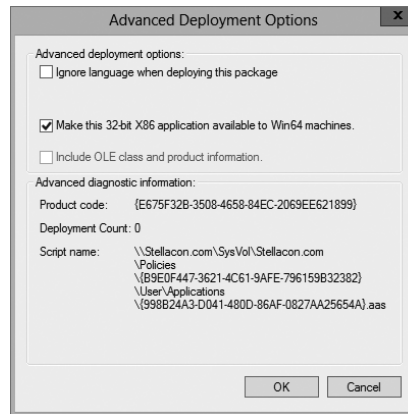 Advanced Deployment Options
x
Advanced deployment options:
Ignore language when deploying this package
Make this 32-bit X86 application available to Win64 machines.
Include OLE class and product information.
Advanced diagnostic information:
Product code: {E675F32B-3508-4658-84EC-2069EE621899}
Deployment Count: 0
Script name: \\Stellacon.com\SysVol\Stellacon.com
\Policies
\{B9E0F447-3621-4C61-9AFE-796159B32382}
\User\Applications
\{998B24A3-D041-480D-86AF-0827AA25654A}.aas
OK Cancel